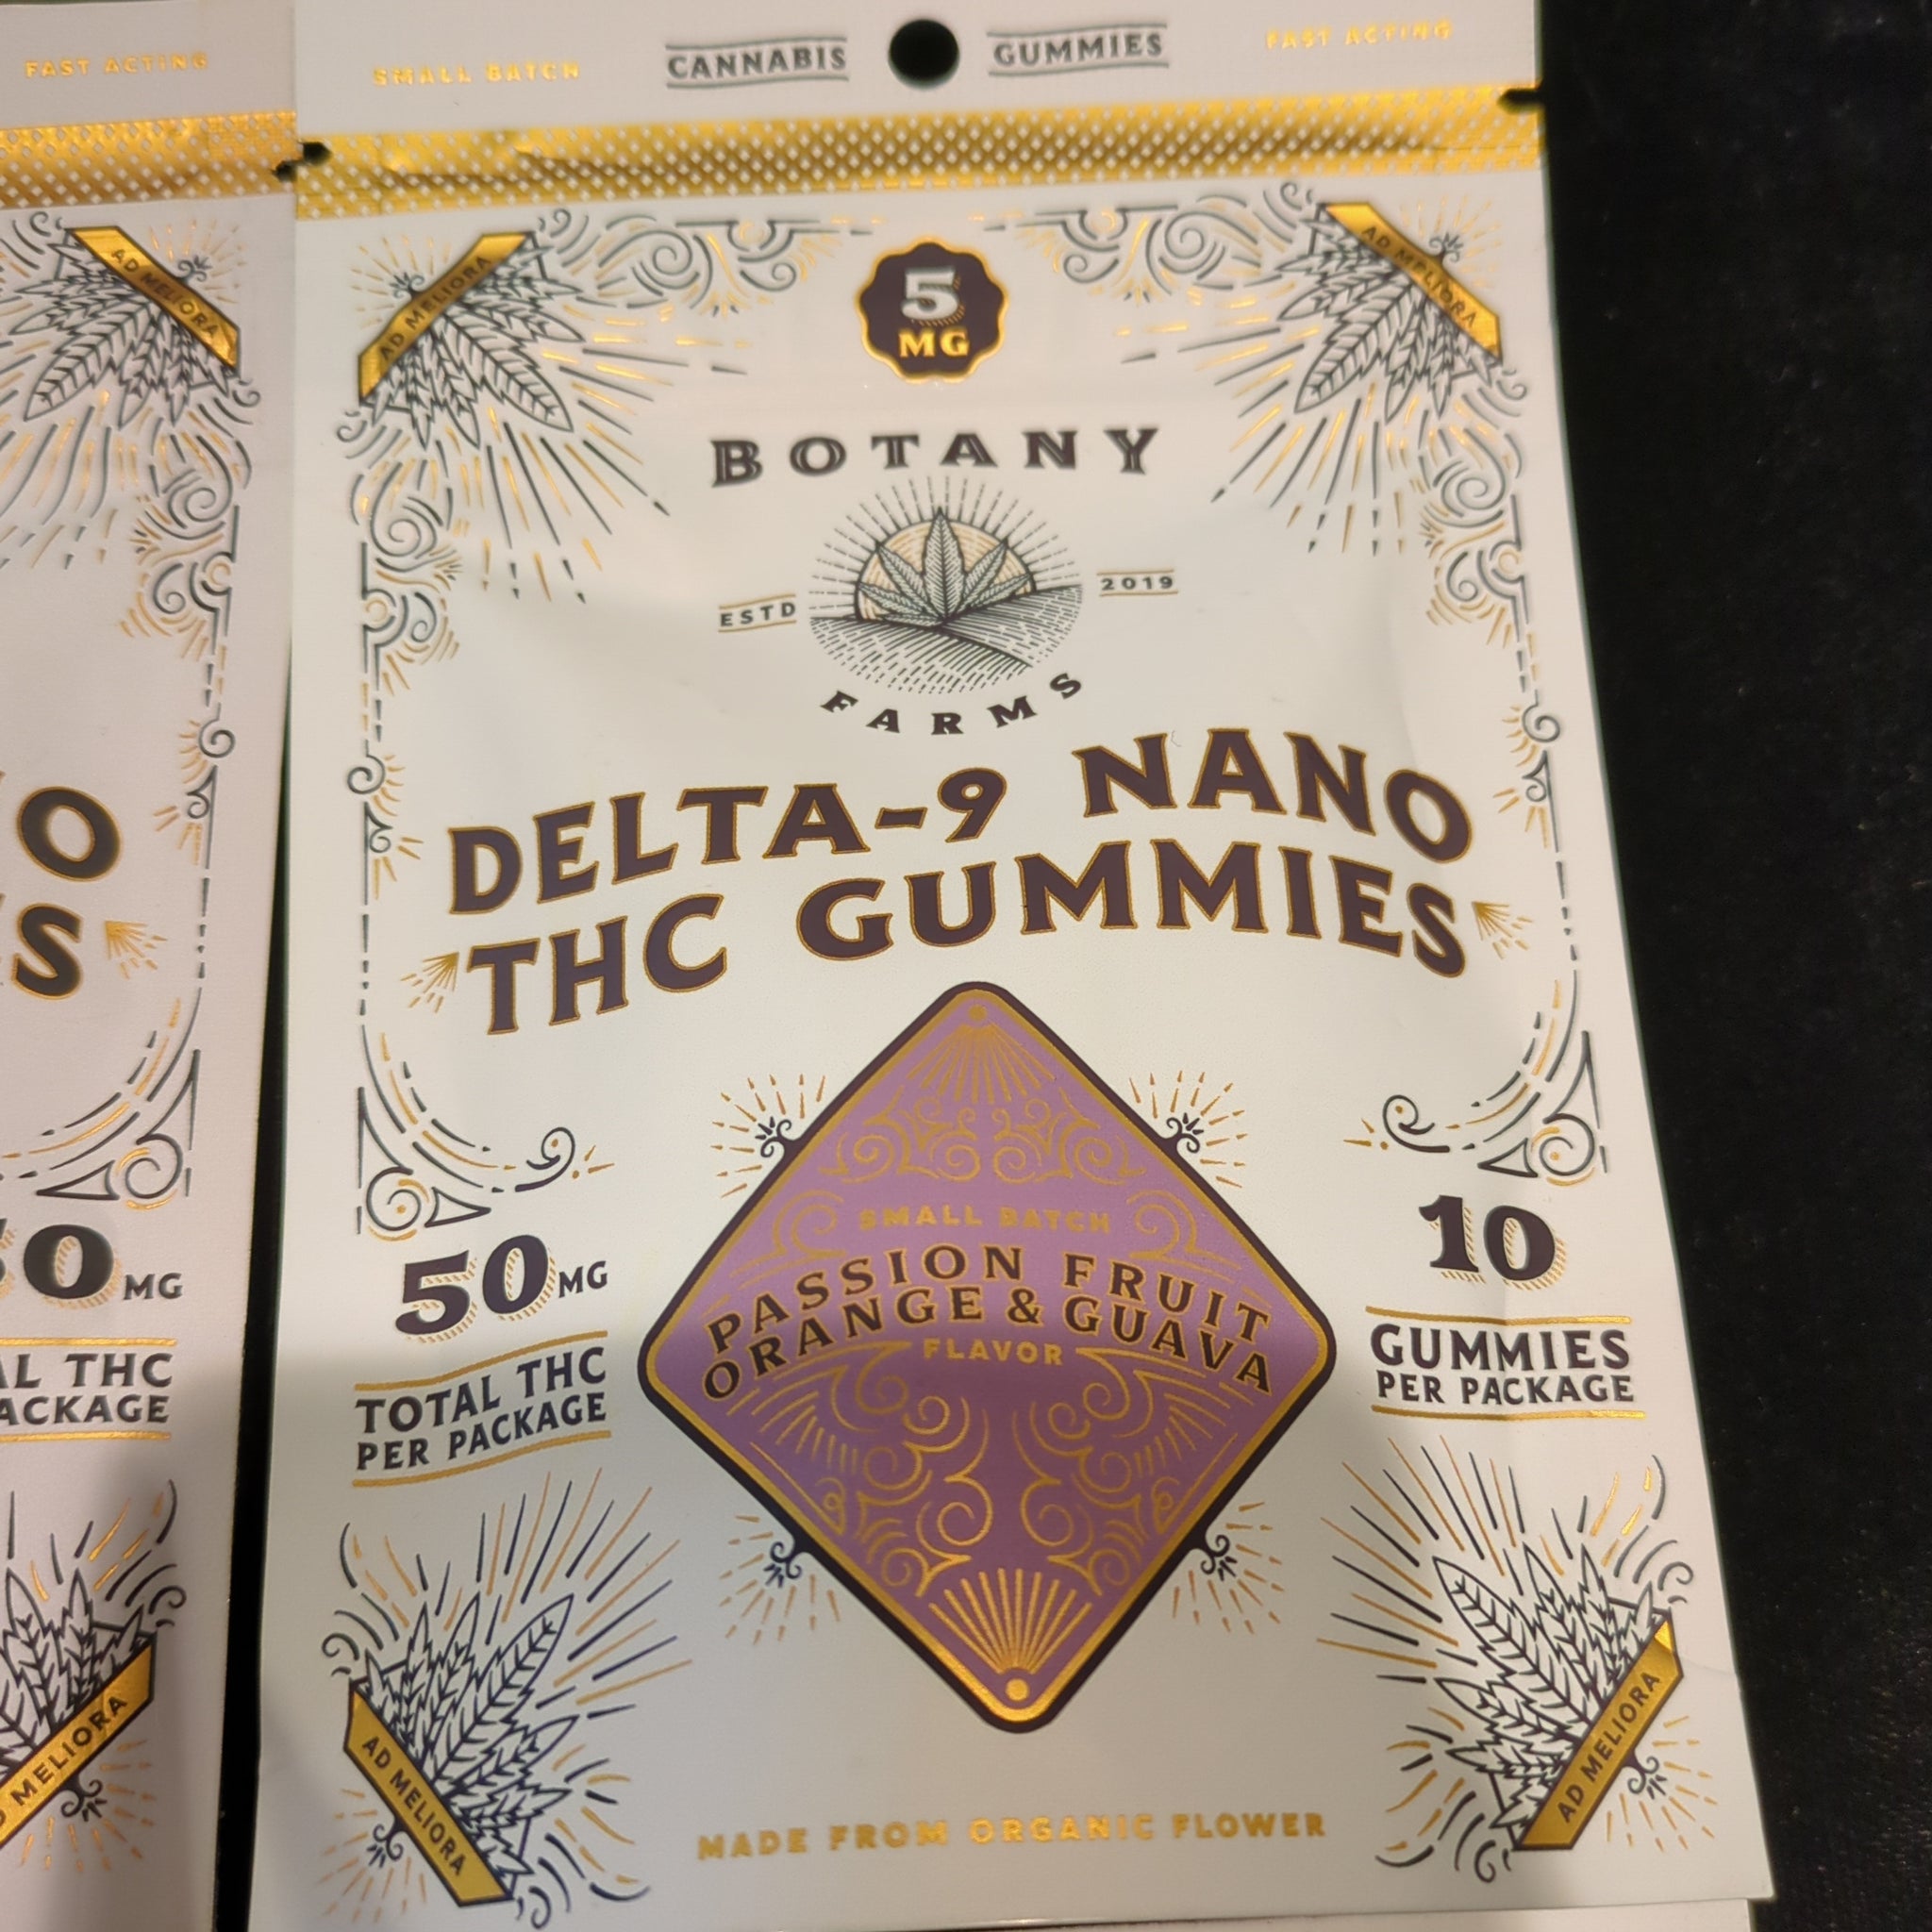 FAST ACTING
O
S
50 MG
AL THC
ACKAGE
AD MELIORA
MELIORA
SMALL BATCH
CANNABIS
GUMMIES
FAST ACTING
AD MELIORA
5
MG
AD MELIORA
BOTANY
ESTD
2019
FARMS
DELTA-9 NANO
THC GUMMIES
50MG
TOTAL THC
PER PACKAGE
SMALL BATCH
PASSION FRUIT
ORANGE & GUAVA
FLAVOR
10
GUMMIES
PER PACKAGE
AD MELIORA
MADE FROM ORGANIC FLOWER
AD MELIORA